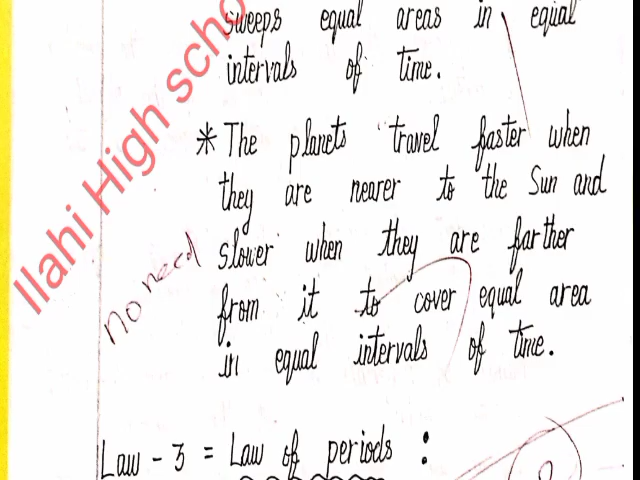 sweeps equal areas in equal
intervals of time.
* The planets travel faster when
they are nearer to the Sun and
slower when they are farther
from it to cover equal area
in equal intervals of time.
no need
Law - 3 = Law of periods :
Ilahi High scho